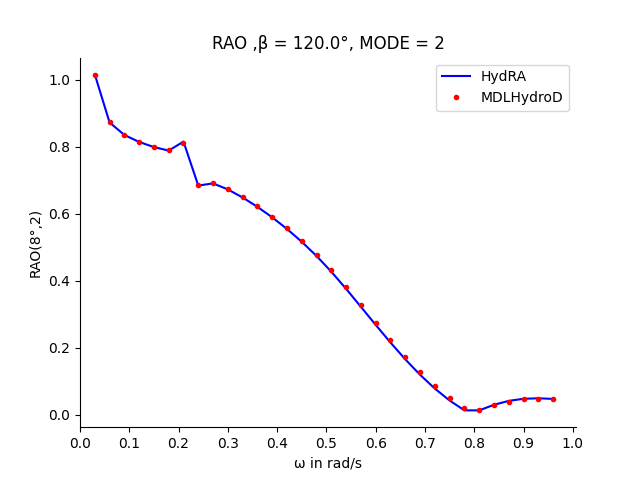 RAO ,β = 120.0°, MODE = 2
HydRA
MDLHydroD
1.0
0.8
0.6
0.4
0.2
0.0
RAO(8°,2)
0.0 0.1 0.2 0.3 0.4 0.5 0.6 0.7 0.8 0.9 1.0
ω in rad/s